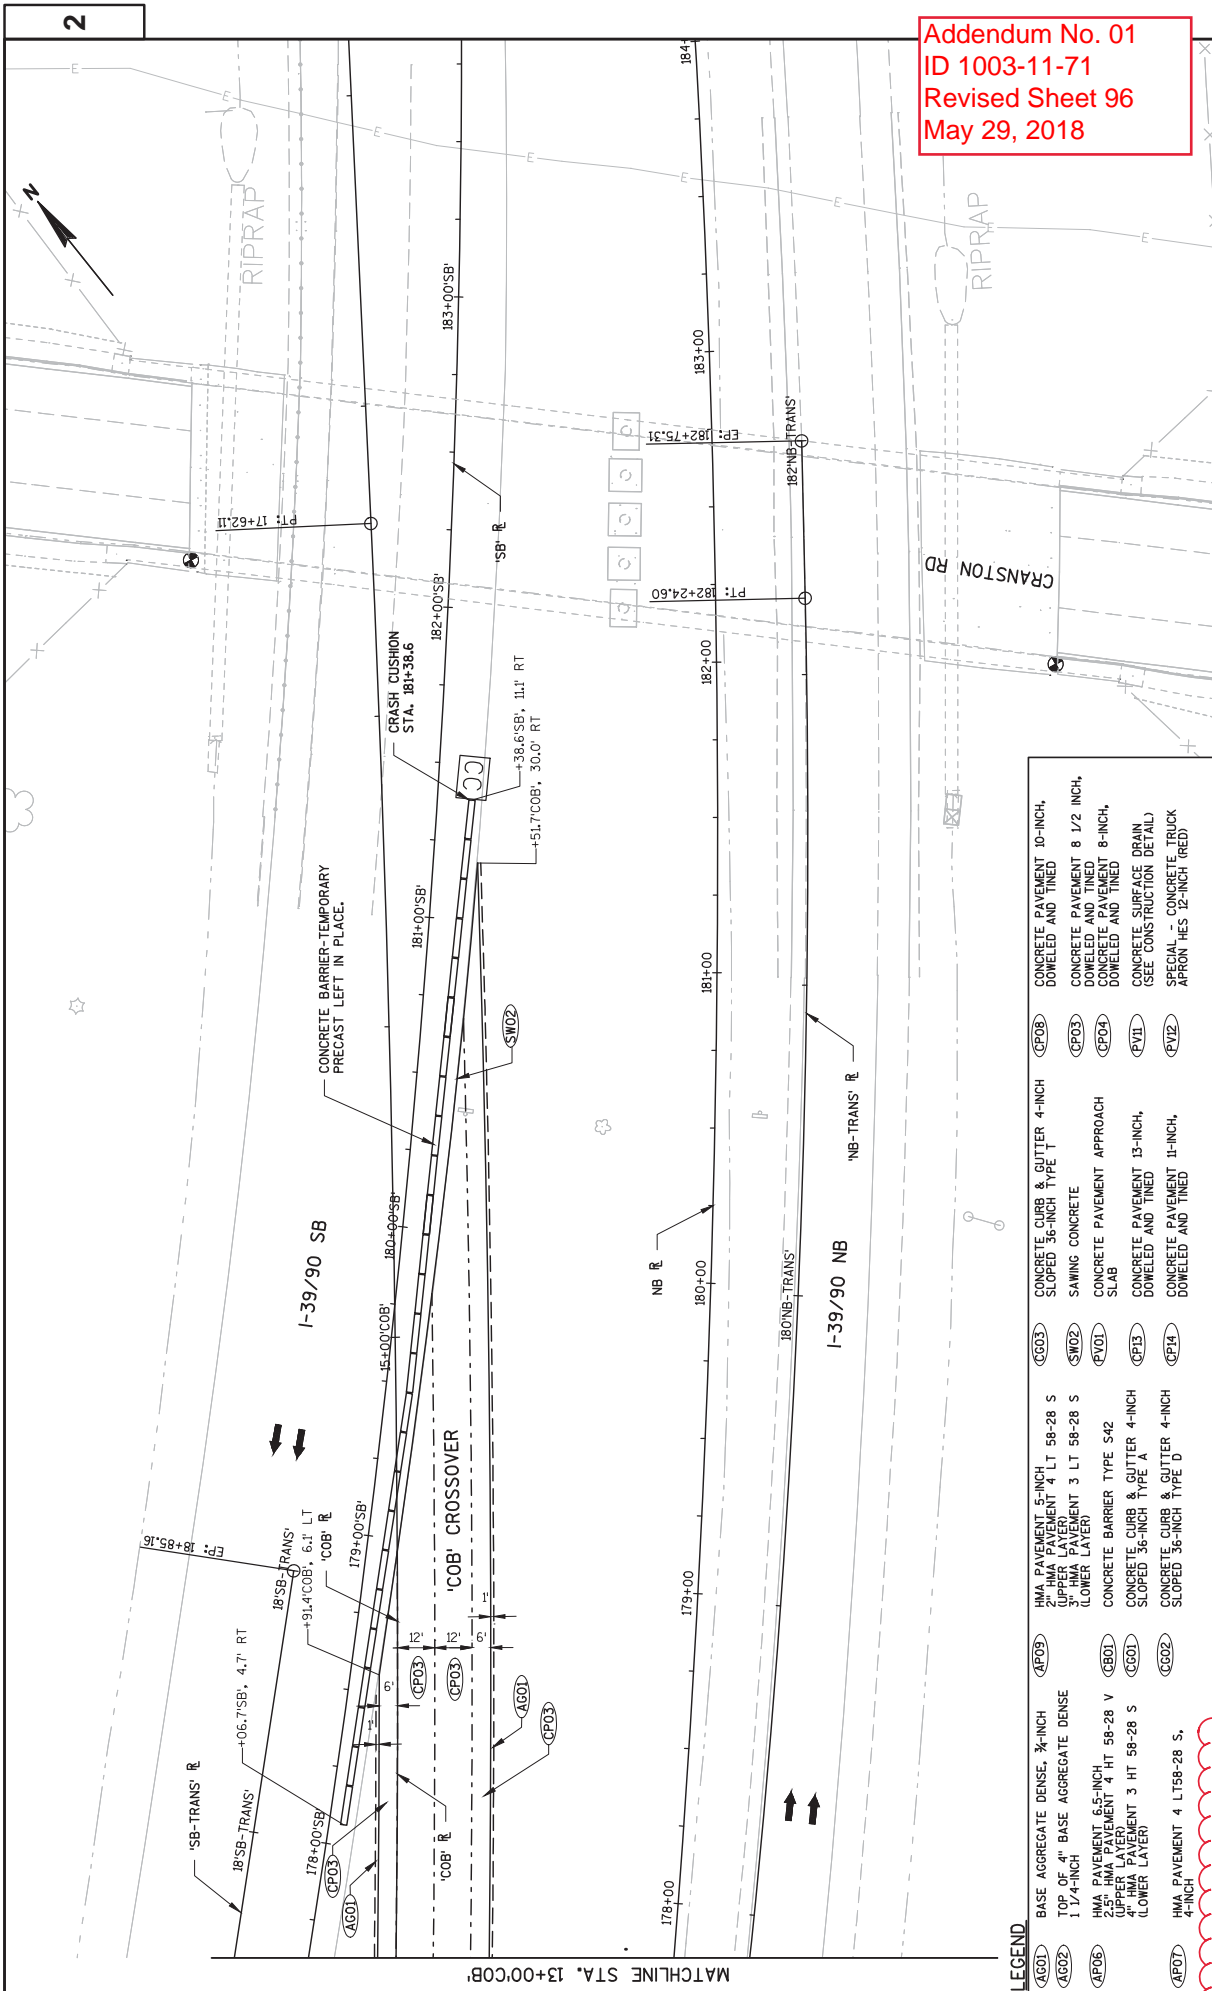 2
Addendum No. 01
ID 1003-11-71
Revised Sheet 96
May 29, 2018
N
RIPRAP
RIPRAP
E
E
E
E
E
E
E
E
184
183+00'SB'
183+00
EP: 182+75.31
182'NB-TRANS'
PT: 17+62.11
'SB' RL
PT: 182+24.60
CRANSTON RD
182+00'SB'
182+00
CRASH CUSHION
STA. 181+38.6
CC
+38.6'SB', 11.1' RT
+51.7'COB', 30.0' RT
181+00'SB'
181+00
CONCRETE BARRIER-TEMPORARY
PRECAST LEFT IN PLACE.
SW02
'NB-TRANS' RL
180+00'SB'
I-39/90 SB
NB RL
180+00
180'NB-TRANS'
I-39/90 NB
15+00'COB'
'COB' CROSSOVER
EP: 18+85.16
18'SB-TRANS'
+91.4'COB', 6.1' LT
'COB' RL
179+00'SB'
179+00
+06.7'SB', 4.7' RT
1'
6'
12'
12'
6'
1'
CP03
CP03
AG01
CP03
'SB-TRANS' RL
18'SB-TRANS'
178+00'SB'
CP03
AG01
'COB' RL
178+00
MATCHLINE STA. 13+00'COB'
LEGEND
AG01 BASE AGGREGATE DENSE, 3/4-INCH
AG02 TOP OF 4" BASE AGGREGATE DENSE
1 1/4-INCH
AP06 HMA PAVEMENT 6.5-INCH
2.5" HMA PAVEMENT 4 HT 58-28 V
(UPPER LAYER)
4" HMA PAVEMENT 3 HT 58-28 S
(LOWER LAYER)
AP07 HMA PAVEMENT 4 LT58-28 S,
4-INCH
AP09 HMA PAVEMENT 5-INCH
2" HMA PAVEMENT 4 LT 58-28 S
(UPPER LAYER)
3" HMA PAVEMENT 3 LT 58-28 S
(LOWER LAYER)
CB01 CONCRETE BARRIER TYPE S42
CG01 CONCRETE CURB & GUTTER 4-INCH
SLOPED 36-INCH TYPE A
CG02 CONCRETE CURB & GUTTER 4-INCH
SLOPED 36-INCH TYPE D
CG03 CONCRETE CURB & GUTTER 4-INCH
SLOPED 36-INCH TYPE T
SW02 SAWING CONCRETE
PV01 CONCRETE PAVEMENT APPROACH
SLAB
CP13 CONCRETE PAVEMENT 13-INCH,
DOWELED AND TINED
CP14 CONCRETE PAVEMENT 11-INCH,
DOWELED AND TINED
CP08 CONCRETE PAVEMENT 10-INCH,
DOWELED AND TINED
CP03 CONCRETE PAVEMENT 8 1/2 INCH,
DOWELED AND TINED
CP04 CONCRETE PAVEMENT 8-INCH,
DOWELED AND TINED
PV11 CONCRETE SURFACE DRAIN
(SEE CONSTRUCTION DETAIL)
PV12 SPECIAL - CONCRETE TRUCK
APRON HES 12-INCH (RED)